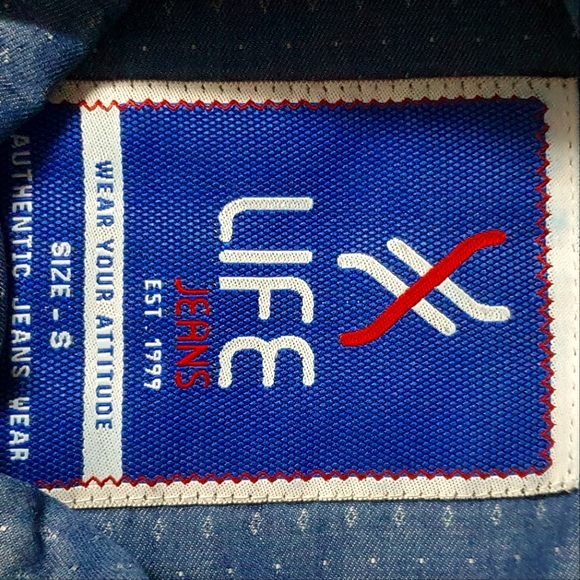 LIFE
JEANS
EST. 1999
WEAR YOUR ATTITUDE
SIZE - S
AUTHENTIC JEANS WEAR